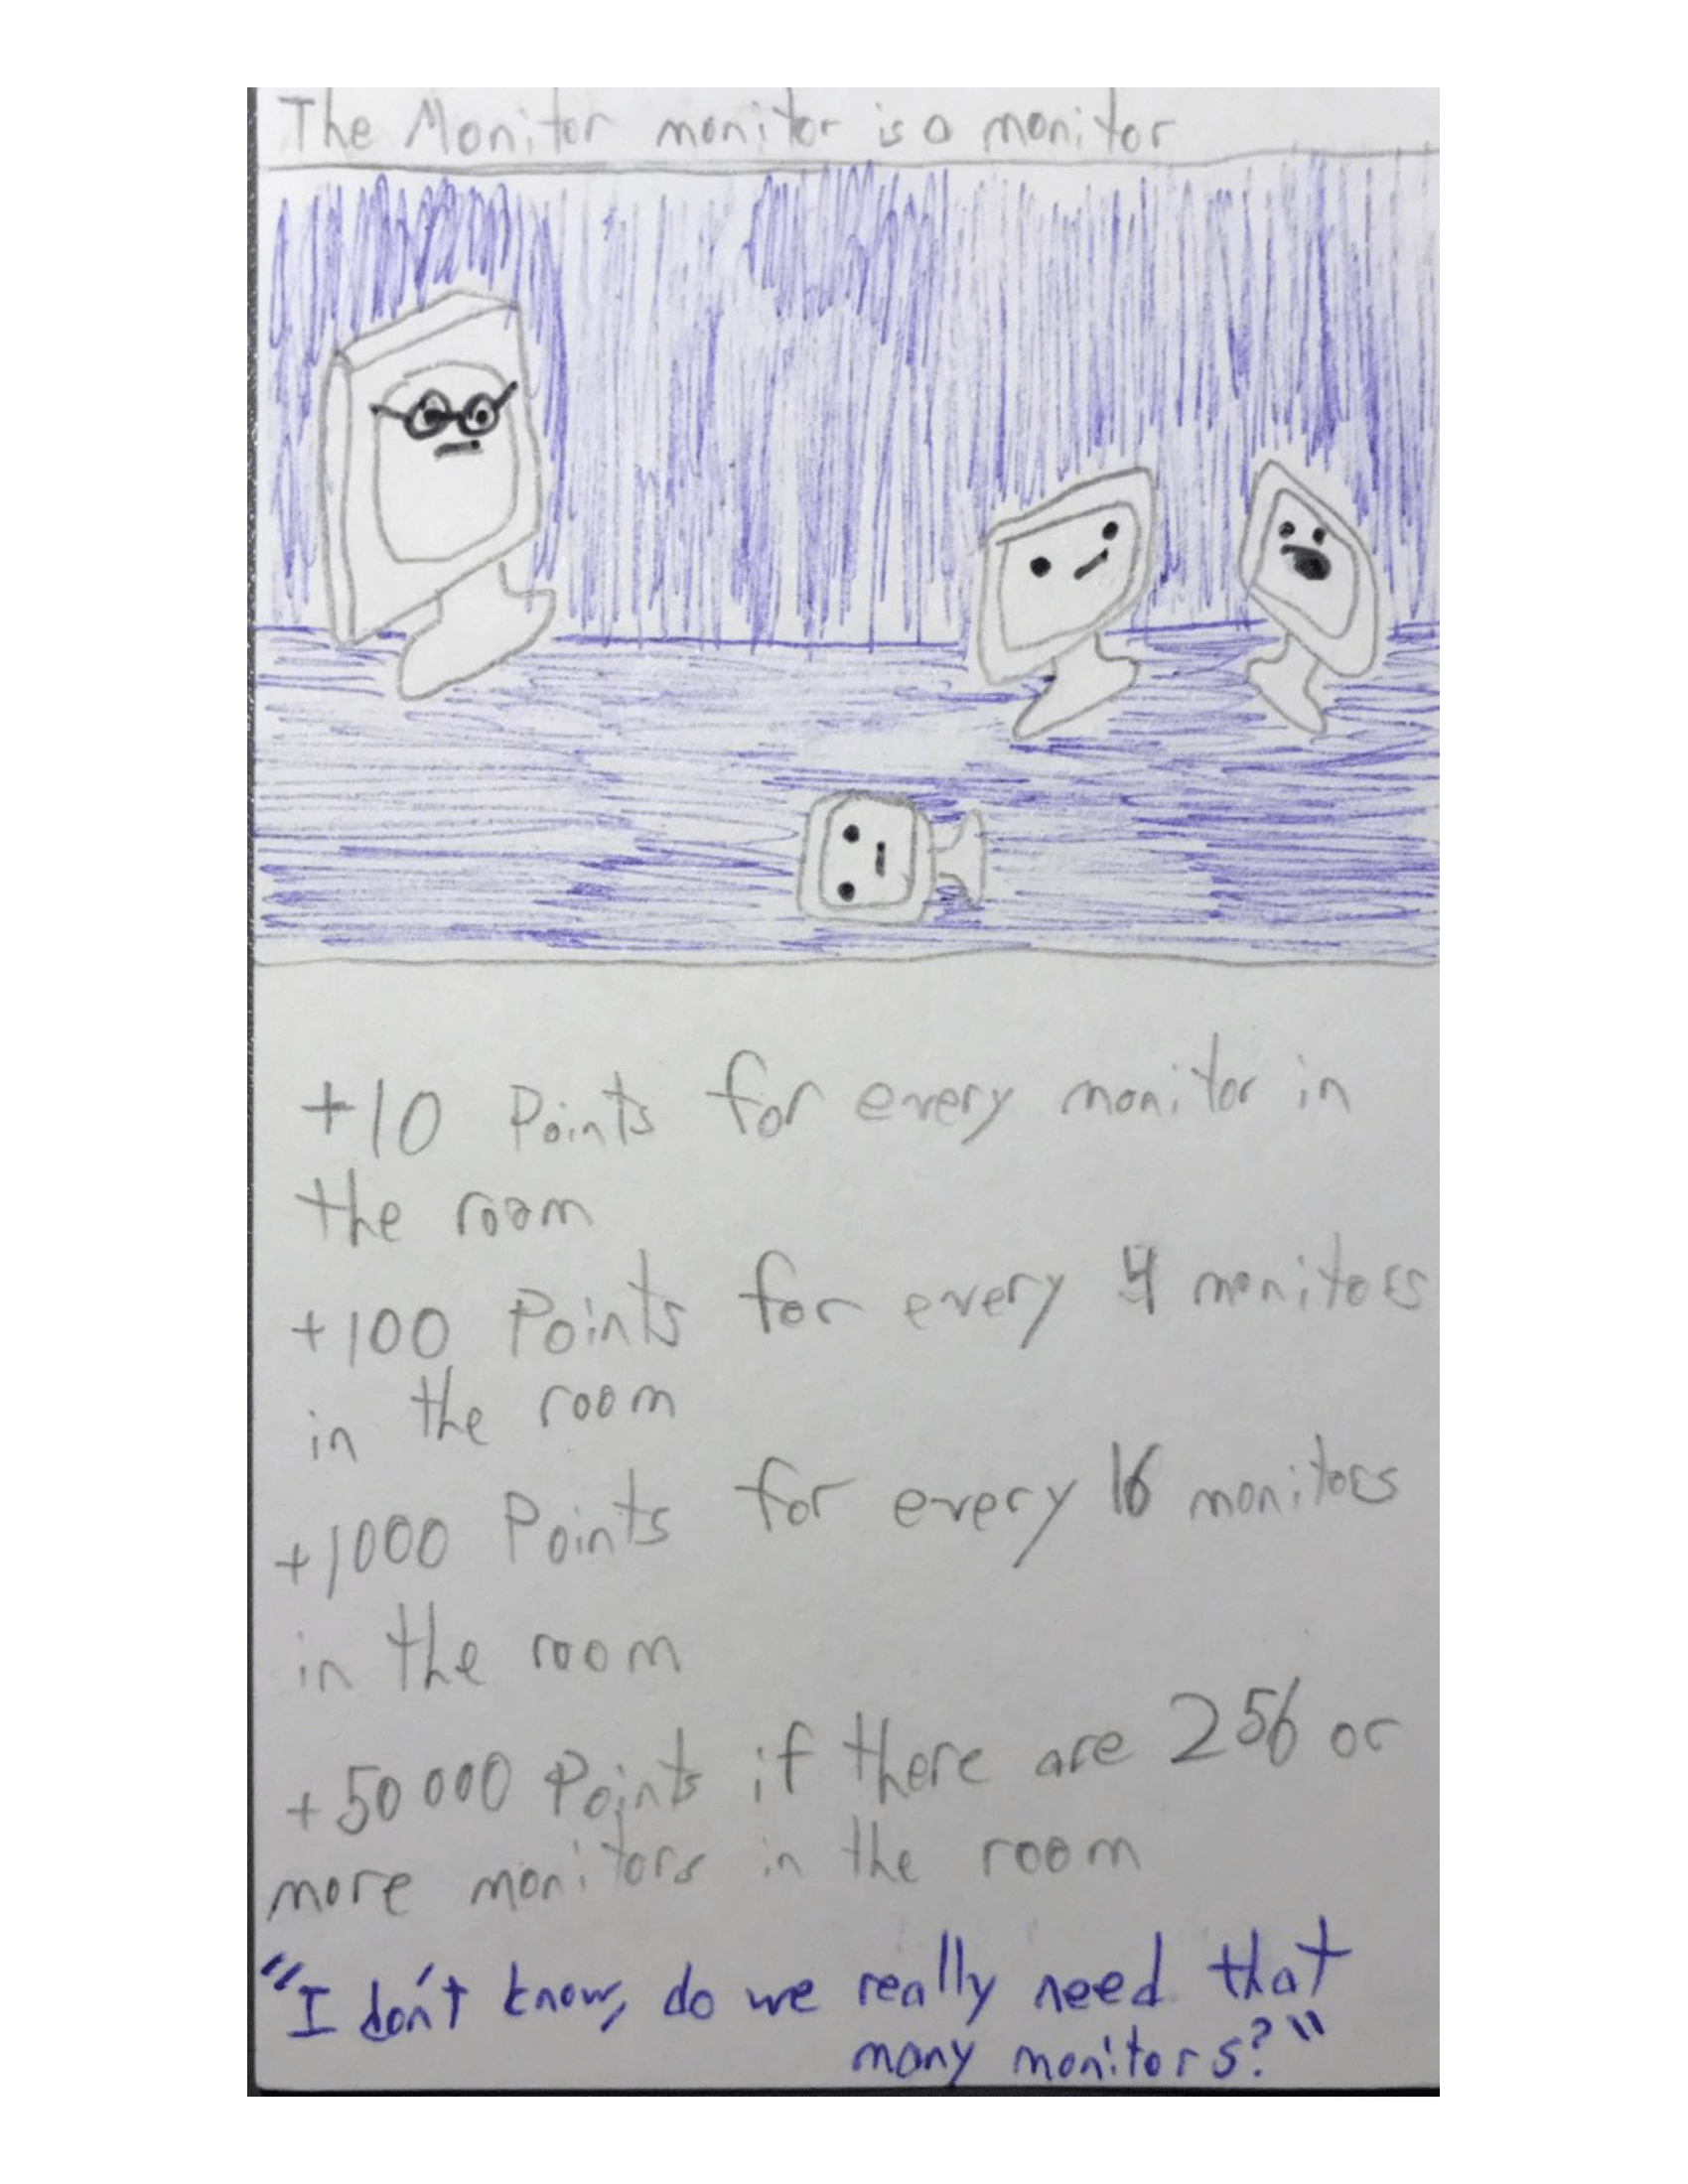 The Monitor monitor is a monitor
+10 Points for every monitor in
the room
+100 Points for every 4 monitors
in the room
+1000 Points for every 16 monitors
in the room
+50000 Points if there are 256 or
more monitors in the room
"I don't know, do we really need that
many monitors?"